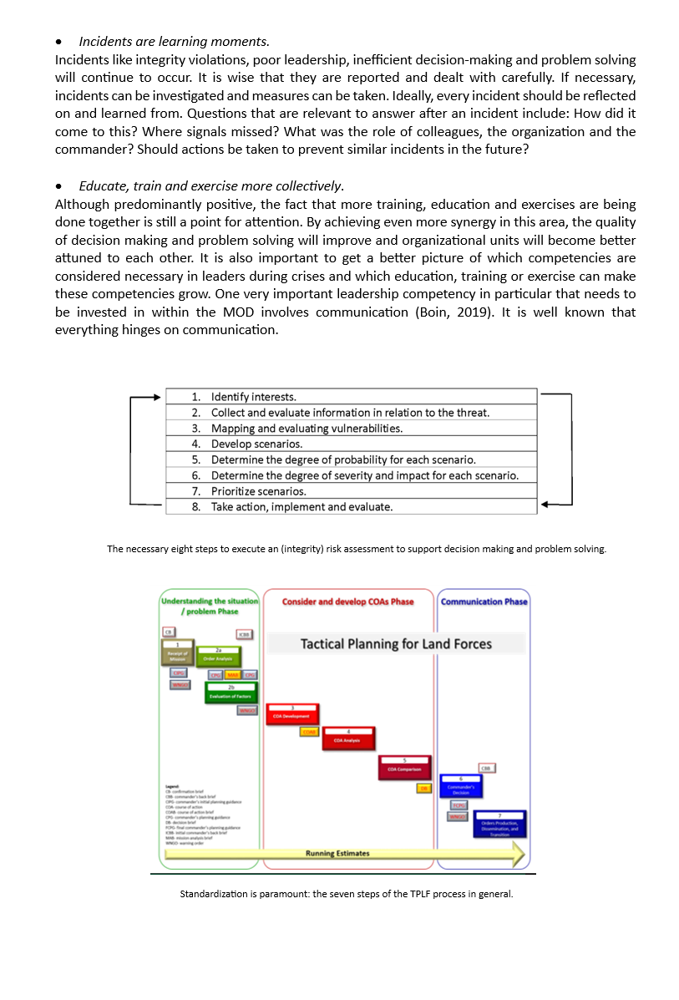 • Incidents are learning moments.
Incidents like integrity violations, poor leadership, inefficient decision-making and problem solving
will continue to occur. It is wise that they are reported and dealt with carefully. If necessary,
incidents can be investigated and measures can be taken. Ideally, every incident should be reflected
on and learned from. Questions that are relevant to answer after an incident include: How did it
come to this? Where signals missed? What was the role of colleagues, the organization and the
commander? Should actions be taken to prevent similar incidents in the future?
• Educate, train and exercise more collectively.
Although predominantly positive, the fact that more training, education and exercises are being
done together is still a point for attention. By achieving even more synergy in this area, the quality
of decision making and problem solving will improve and organizational units will become better
attuned to each other. It is also important to get a better picture of which competencies are
considered necessary in leaders during crises and which education, training or exercise can make
these competencies grow. One very important leadership competency in particular that needs to
be invested in within the MOD involves communication (Boin, 2019). It is well known that
everything hinges on communication.
1. Identify interests.
2. Collect and evaluate information in relation to the threat.
3. Mapping and evaluating vulnerabilities.
4. Develop scenarios.
5. Determine the degree of probability for each scenario.
6. Determine the degree of severity and impact for each scenario.
7. Prioritize scenarios.
8. Take action, implement and evaluate.
The necessary eight steps to execute an (integrity) risk assessment to support decision making and problem solving.
Understanding the situation
/ problem Phase
Consider and develop COAs Phase
Communication Phase
Tactical Planning for Land Forces
CB
ICBB
1
Receipt of
Mission
2a
Order Analysis
CIPG
WNGO
CPG
MAB
CPG
2b
Evaluation of Factors
WNGO
3
COA Development
COAB
4
COA Analysis
5
COA Comparison
DB
CBB
6
Commander's
Decision
FCPG
WNGO
7
Orders Production,
Dissemination, and
Transition
Legend:
CB- confirmation brief
CBB- commander's back brief
CIPG- commander's initial planning guidance
COA- course of action
COAB- course of action brief
CPG- commander's planning guidance
DB- decision brief
FCPG- final commander's planning guidance
ICBB- initial commander's back brief
MAB- mission analysis brief
WNGO- warning order
Running Estimates
Standardization is paramount: the seven steps of the TPLF process in general.